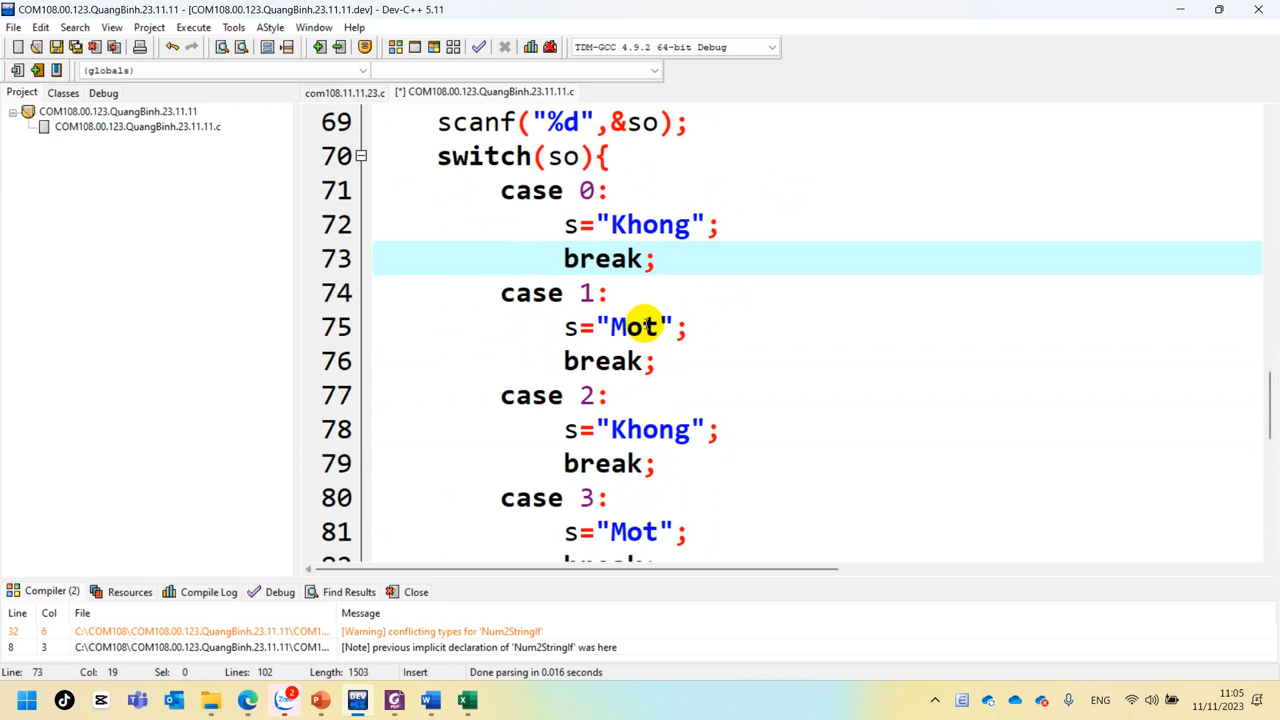 COM108.00.123.QuangBinh.23.11.11 - [COM108.00.123.QuangBinh.23.11.11.dev] - Dev-C++ 5.11
File Edit Search View Project Execute Tools AStyle Window Help
TDM-GCC 4.9.2 64-bit Debug
(globals)
Project Classes Debug
com108.11.11.23.c [*] COM108.00.123.QuangBinh.23.11.11.c
COM108.00.123.QuangBinh.23.11.11
COM108.00.123.QuangBinh.23.11.11.c
69 scanf("%d",&so);
70 switch(so){
71 case 0:
72 s="Khong";
73 break;
74 case 1:
75 s="Mot";
76 break;
77 case 2:
78 s="Khong";
79 break;
80 case 3:
81 s="Mot";
Compiler (2) Resources Compile Log Debug Find Results Close
Line Col File Message
32 6 C:\COM108\COM108.00.123.QuangBinh.23.11.11\COM1... [Warning] conflicting types for 'Num2StringIf'
8 3 C:\COM108\COM108.00.123.QuangBinh.23.11.11\COM1... [Note] previous implicit declaration of 'Num2StringIf' was here
Line: 73 Col: 19 Sel: 0 Lines: 102 Length: 1503 Insert Done parsing in 0.016 seconds
DEV
Zalo
2
ENG
11:05
11/11/2023